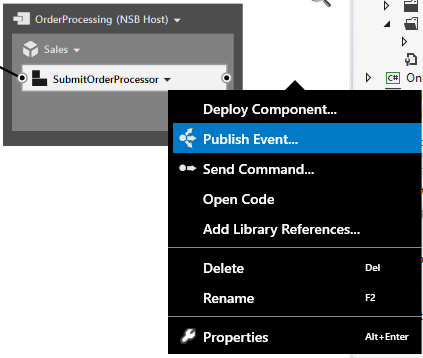 OrderProcessing (NSB Host)
Sales
SubmitOrderProcessor
Deploy Component...
Publish Event...
Send Command...
Open Code
Add Library References...
Delete Del
Rename F2
Properties Alt+Enter
C# On